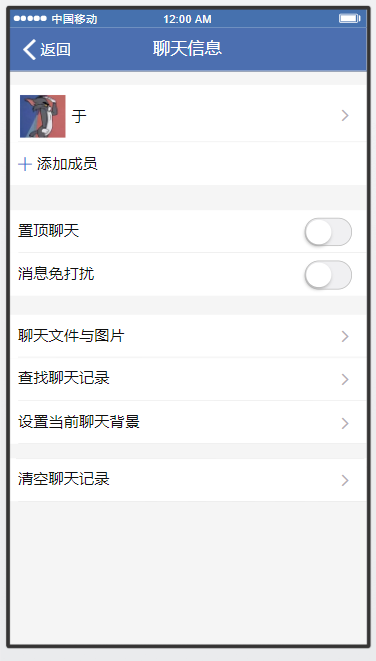 中国移动 12:00 AM
返回 聊天信息
于
添加成员
置顶聊天
消息免打扰
聊天文件与图片
查找聊天记录
设置当前聊天背景
清空聊天记录